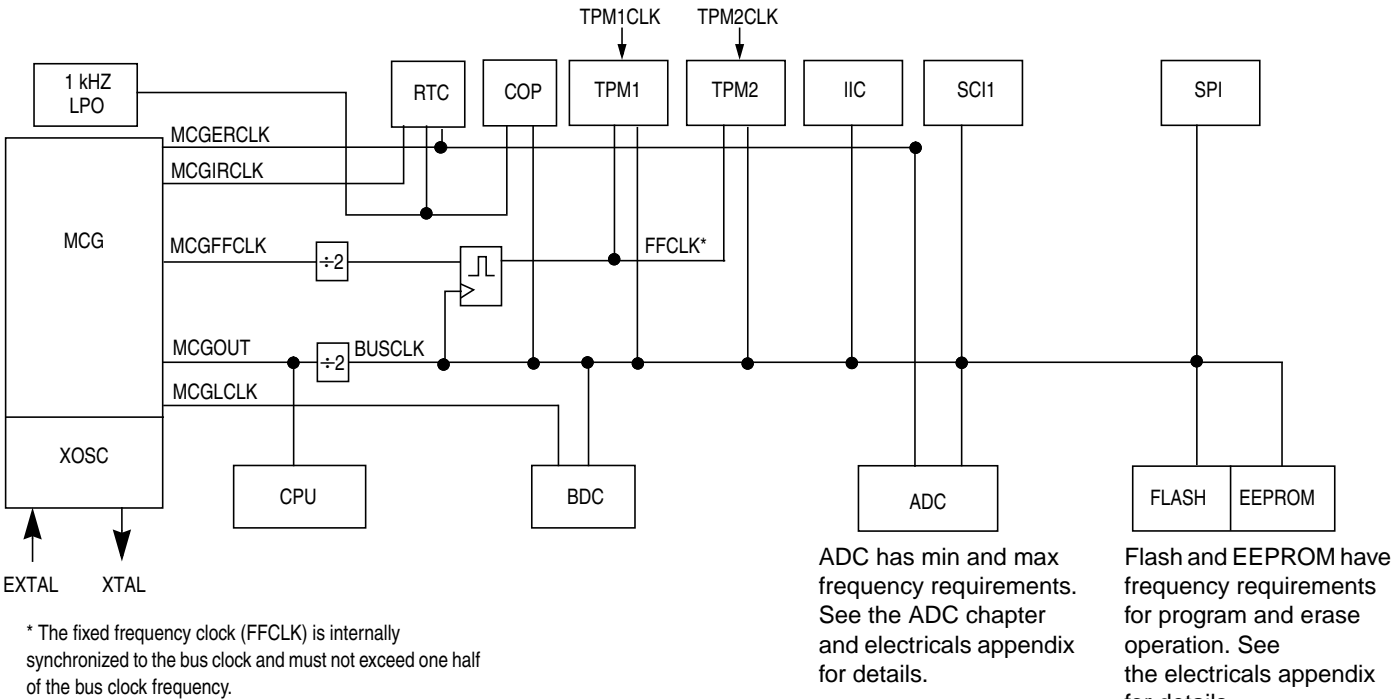 TPM1CLK TPM2CLK
1 kHZ
LPO
RTC COP TPM1 TPM2 IIC SCI1 SPI
MCGERCLK
MCGIRCLK
MCG
MCGFFCLK ÷2 FFCLK*
MCGOUT ÷2 BUSCLK
MCGLCLK
XOSC
CPU BDC ADC FLASH EEPROM
EXTAL XTAL
ADC has min and max
frequency requirements.
See the ADC chapter
and electricals appendix
for details.
Flash and EEPROM have
frequency requirements
for program and erase
operation. See
the electricals appendix
for details
* The fixed frequency clock (FFCLK) is internally
synchronized to the bus clock and must not exceed one half
of the bus clock frequency.